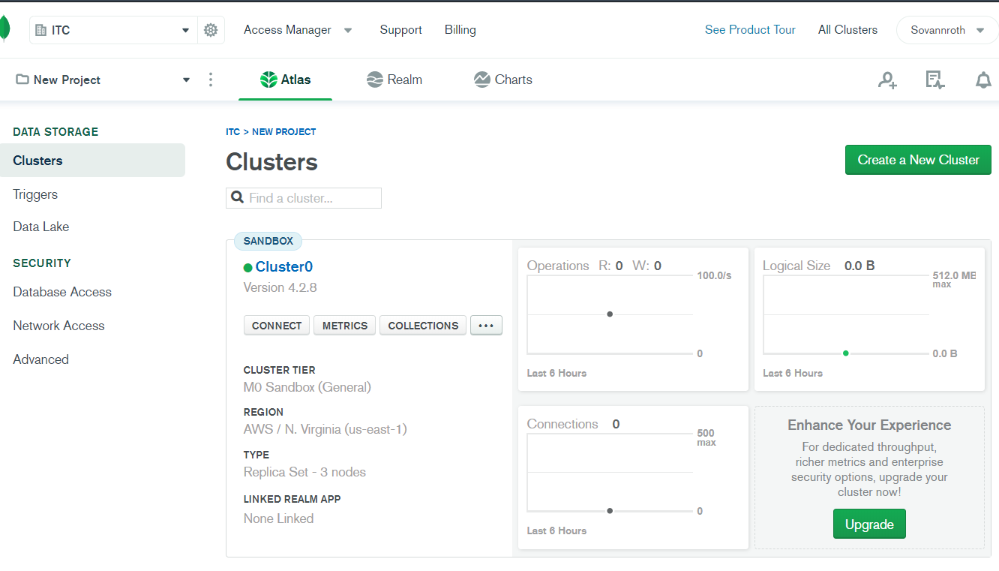 ITC
Access Manager
Support
Billing
See Product Tour
All Clusters
Sovannroth
New Project
Atlas
Realm
Charts
DATA STORAGE
Clusters
Triggers
Data Lake
SECURITY
Database Access
Network Access
Advanced
ITC > NEW PROJECT
Clusters
Create a New Cluster
Find a cluster...
SANDBOX
Cluster0
Version 4.2.8
CONNECT
METRICS
COLLECTIONS
...
CLUSTER TIER
M0 Sandbox (General)
REGION
AWS / N. Virginia (us-east-1)
TYPE
Replica Set - 3 nodes
LINKED REALM APP
None Linked
Operations R: 0 W: 0
100.0/s
0
Last 6 Hours
Logical Size 0.0 B
512.0 MB
max
0.0 B
Last 6 Hours
Connections 0
500
max
0
Last 6 Hours
Enhance Your Experience
For dedicated throughput,
richer metrics and enterprise
security options, upgrade your
cluster now!
Upgrade